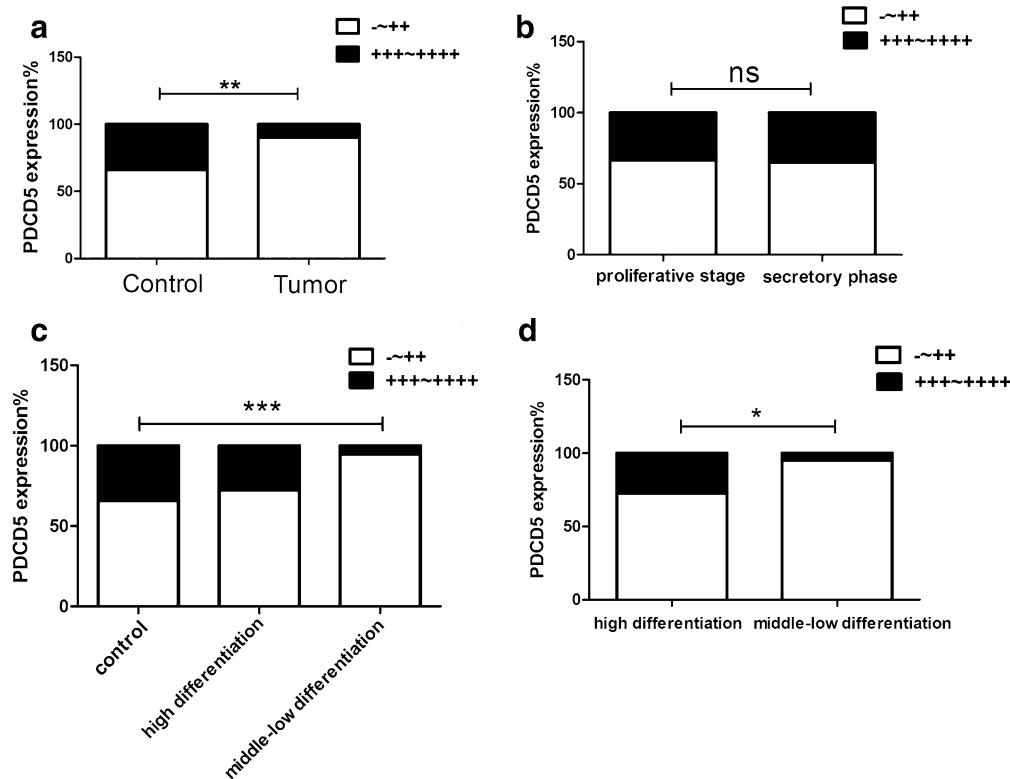 a
-~++
+++~++++
PDCD5 expression%
150
100
50
0
**
Control
Tumor
b
-~++
+++~++++
PDCD5 expression%
150
100
50
0
ns
proliferative stage
secretory phase
c
-~++
+++~++++
PDCD5 expression%
150
100
50
0
***
control
high differentiation
middle-low differentiation
d
-~++
+++~++++
PDCD5 expression%
150
100
50
0
*
high differentiation
middle-low differentiation